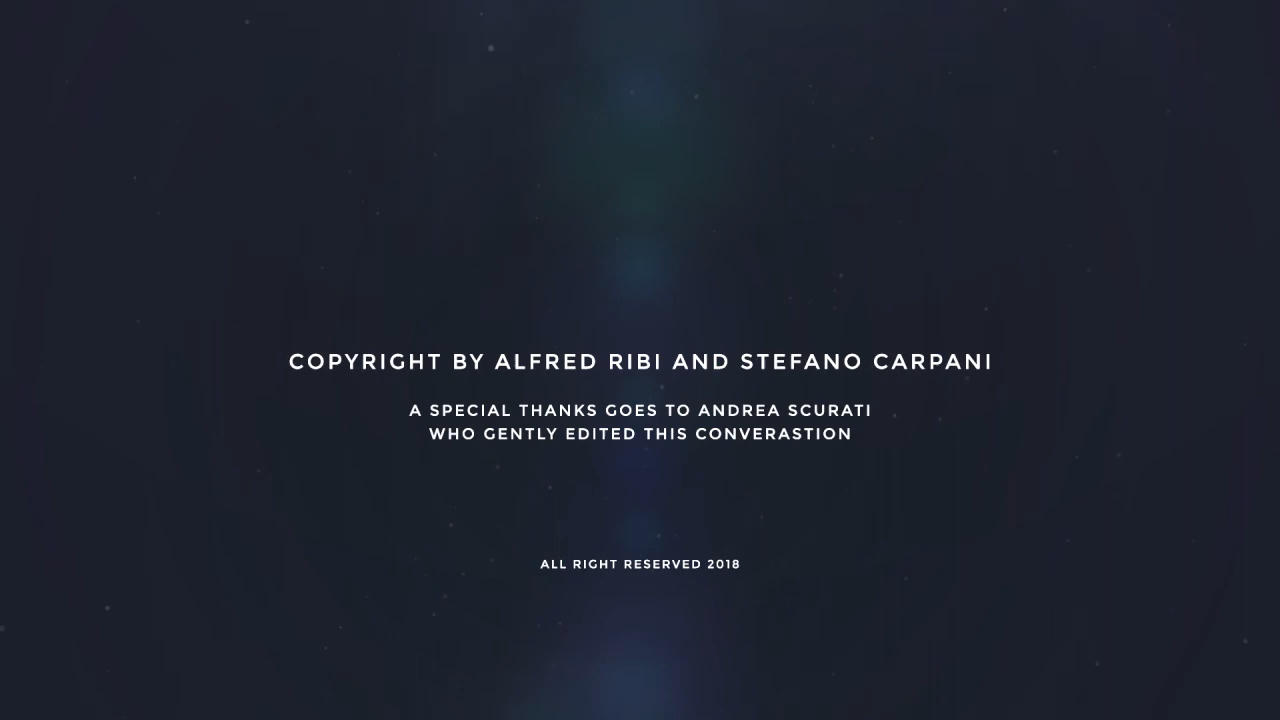 COPYRIGHT BY ALFRED RIBI AND STEFANO CARPANI
A SPECIAL THANKS GOES TO ANDREA SCURATI
WHO GENTLY EDITED THIS CONVERASTION
ALL RIGHT RESERVED 2018